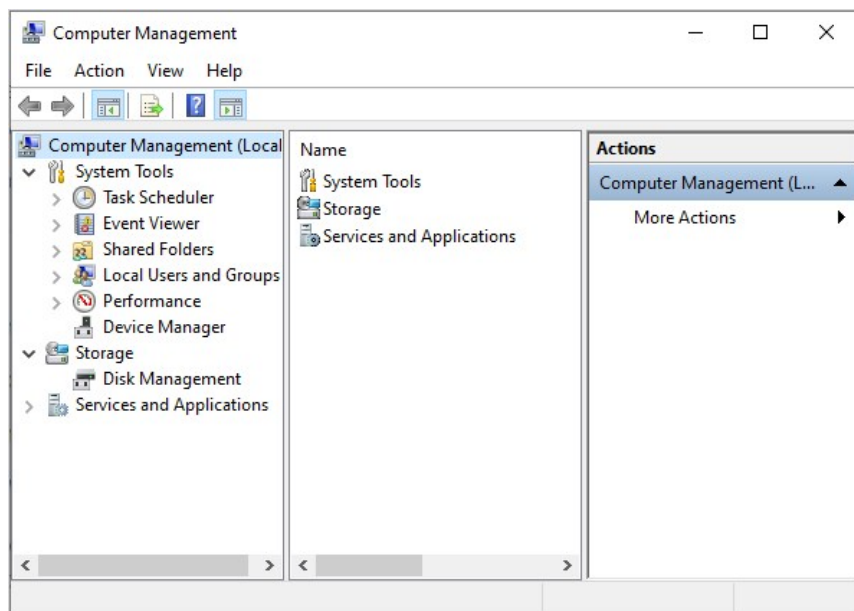 Computer Management
File Action View Help
Computer Management (Local
System Tools
Task Scheduler
Event Viewer
Shared Folders
Local Users and Groups
Performance
Device Manager
Storage
Disk Management
Services and Applications
Name
System Tools
Storage
Services and Applications
Actions
Computer Management (L...
More Actions